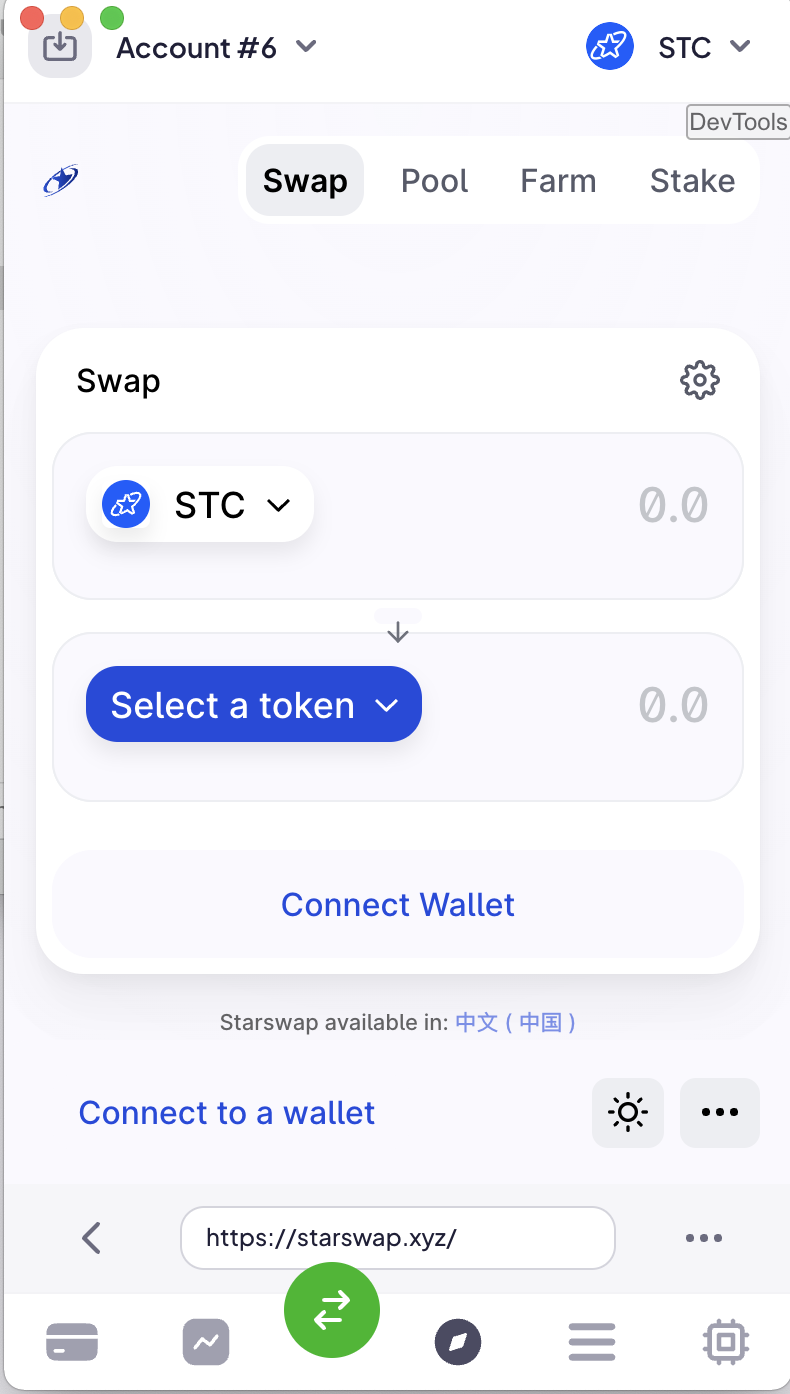 Account #6
STC
DevTools
Swap Pool Farm Stake
Swap
STC
0.0
Select a token
0.0
Connect Wallet
Starswap available in: 中文 ( 中国 )
Connect to a wallet
https://starswap.xyz/